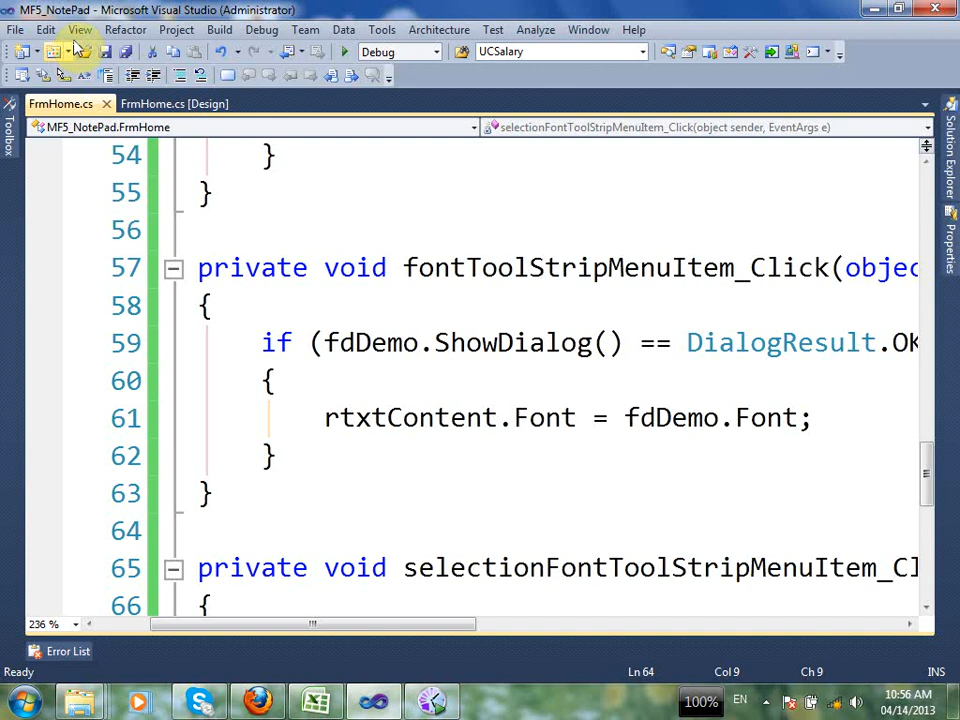 MF5_NotePad - Microsoft Visual Studio (Administrator)
File Edit View Refactor Project Build Debug Team Data Tools Architecture Test Analyze Window Help
Debug UCSalary
FrmHome.cs FrmHome.cs [Design]
MF5_NotePad.FrmHome selectionFontToolStripMenuItem_Click(object sender, EventArgs e)
Toolbox
Solution Explorer
Properties
54 }
55 }
56
57 private void fontToolStripMenuItem_Click(objec
58 {
59 if (fdDemo.ShowDialog() == DialogResult.OK
60 {
61 rtxtContent.Font = fdDemo.Font;
62 }
63 }
64
65 private void selectionFontToolStripMenuItem_Cl
66 {
236 %
Error List
Ready Ln 64 Col 9 Ch 9 INS
100% EN 10:56 AM
04/14/2013